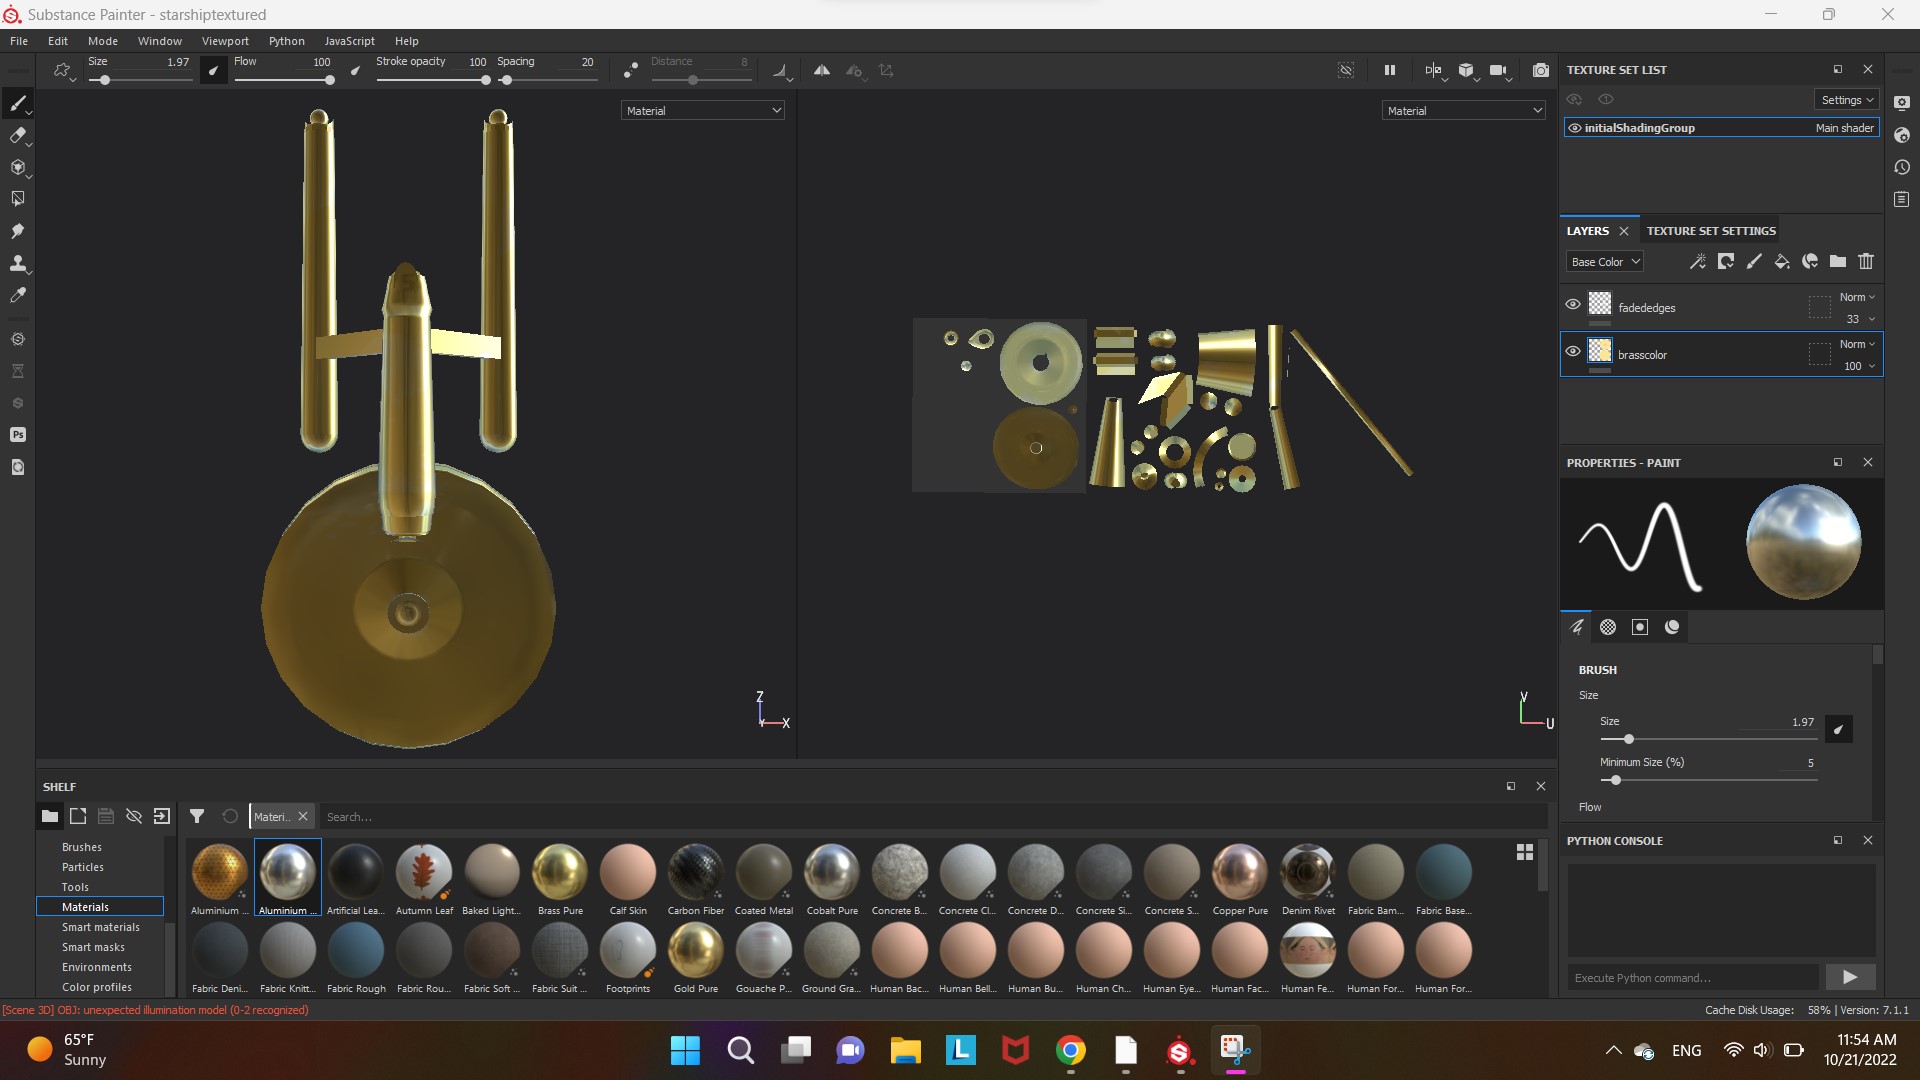 Substance Painter - starshiptextured
File Edit Mode Window Viewport Python JavaScript Help
Size 1.97 Flow 100 Stroke opacity 100 Spacing 20 Distance 8
Material
Material
Z
Y X
V
U
TEXTURE SET LIST
Settings
initialShadingGroup Main shader
LAYERS TEXTURE SET SETTINGS
Base Color
fadededges Norm 33
brasscolor Norm 100
PROPERTIES - PAINT
BRUSH
Size
Size 1.97
Minimum Size (%) 5
Flow
PYTHON CONSOLE
Execute Python command...
SHELF
Materi.. Search...
Brushes
Particles
Tools
Materials
Smart materials
Smart masks
Environments
Color profiles
Aluminium ... Aluminium ... Artificial Lea... Autumn Leaf Baked Light... Brass Pure Calf Skin Carbon Fiber Coated Metal Cobalt Pure Concrete B... Concrete Cl... Concrete D... Concrete Si... Concrete S... Copper Pure Denim Rivet Fabric Bam... Fabric Base...
Fabric Deni... Fabric Knitt... Fabric Rough Fabric Rou... Fabric Soft ... Fabric Suit ... Footprints Gold Pure Gouache P... Ground Gra... Human Bac... Human Bell... Human Bu... Human Ch... Human Eye... Human Fac... Human Fe... Human For... Human For...
[Scene 3D] OBJ: unexpected illumination model (0-2 recognized)
Cache Disk Usage: 58% | Version: 7.1.1
Ps
65°F
Sunny
L
ENG
11:54 AM
10/21/2022